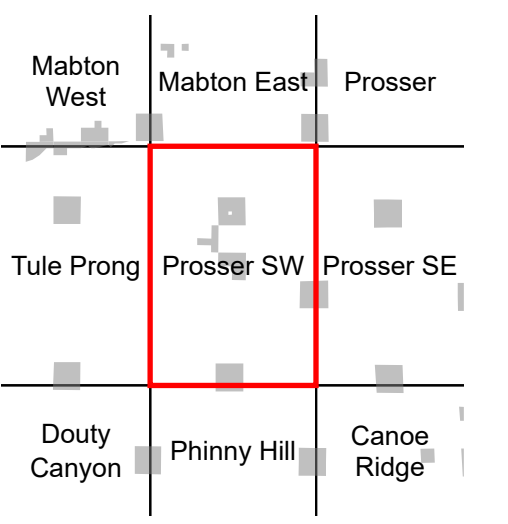 Mabton
West
Mabton East
Prosser
Tule Prong
Prosser SW
Prosser SE
Douty
Canyon
Phinny Hill
Canoe
Ridge